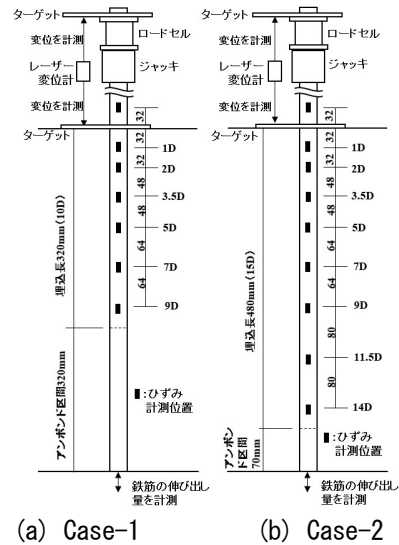 ターゲット
変位を計測
ロードセル
レーザー
変位計
ジャッキ
変位を計測
32
ターゲット
32
1D
32
2D
48
3.5D
48
5D
64
7D
64
9D
埋込長320mm(10D)
アンボンド区間320mm
:ひずみ
計測位置
鉄筋の伸び出し
量を計測
(a) Case-1
ターゲット
変位を計測
ロードセル
レーザー
変位計
ジャッキ
変位を計測
32
ターゲット
32
1D
32
2D
48
3.5D
48
5D
64
7D
64
9D
80
11.5D
80
14D
埋込長480mm(15D)
アンボン
ド区間
70mm
:ひずみ
計測位置
鉄筋の伸び出し
量を計測
(b) Case-2